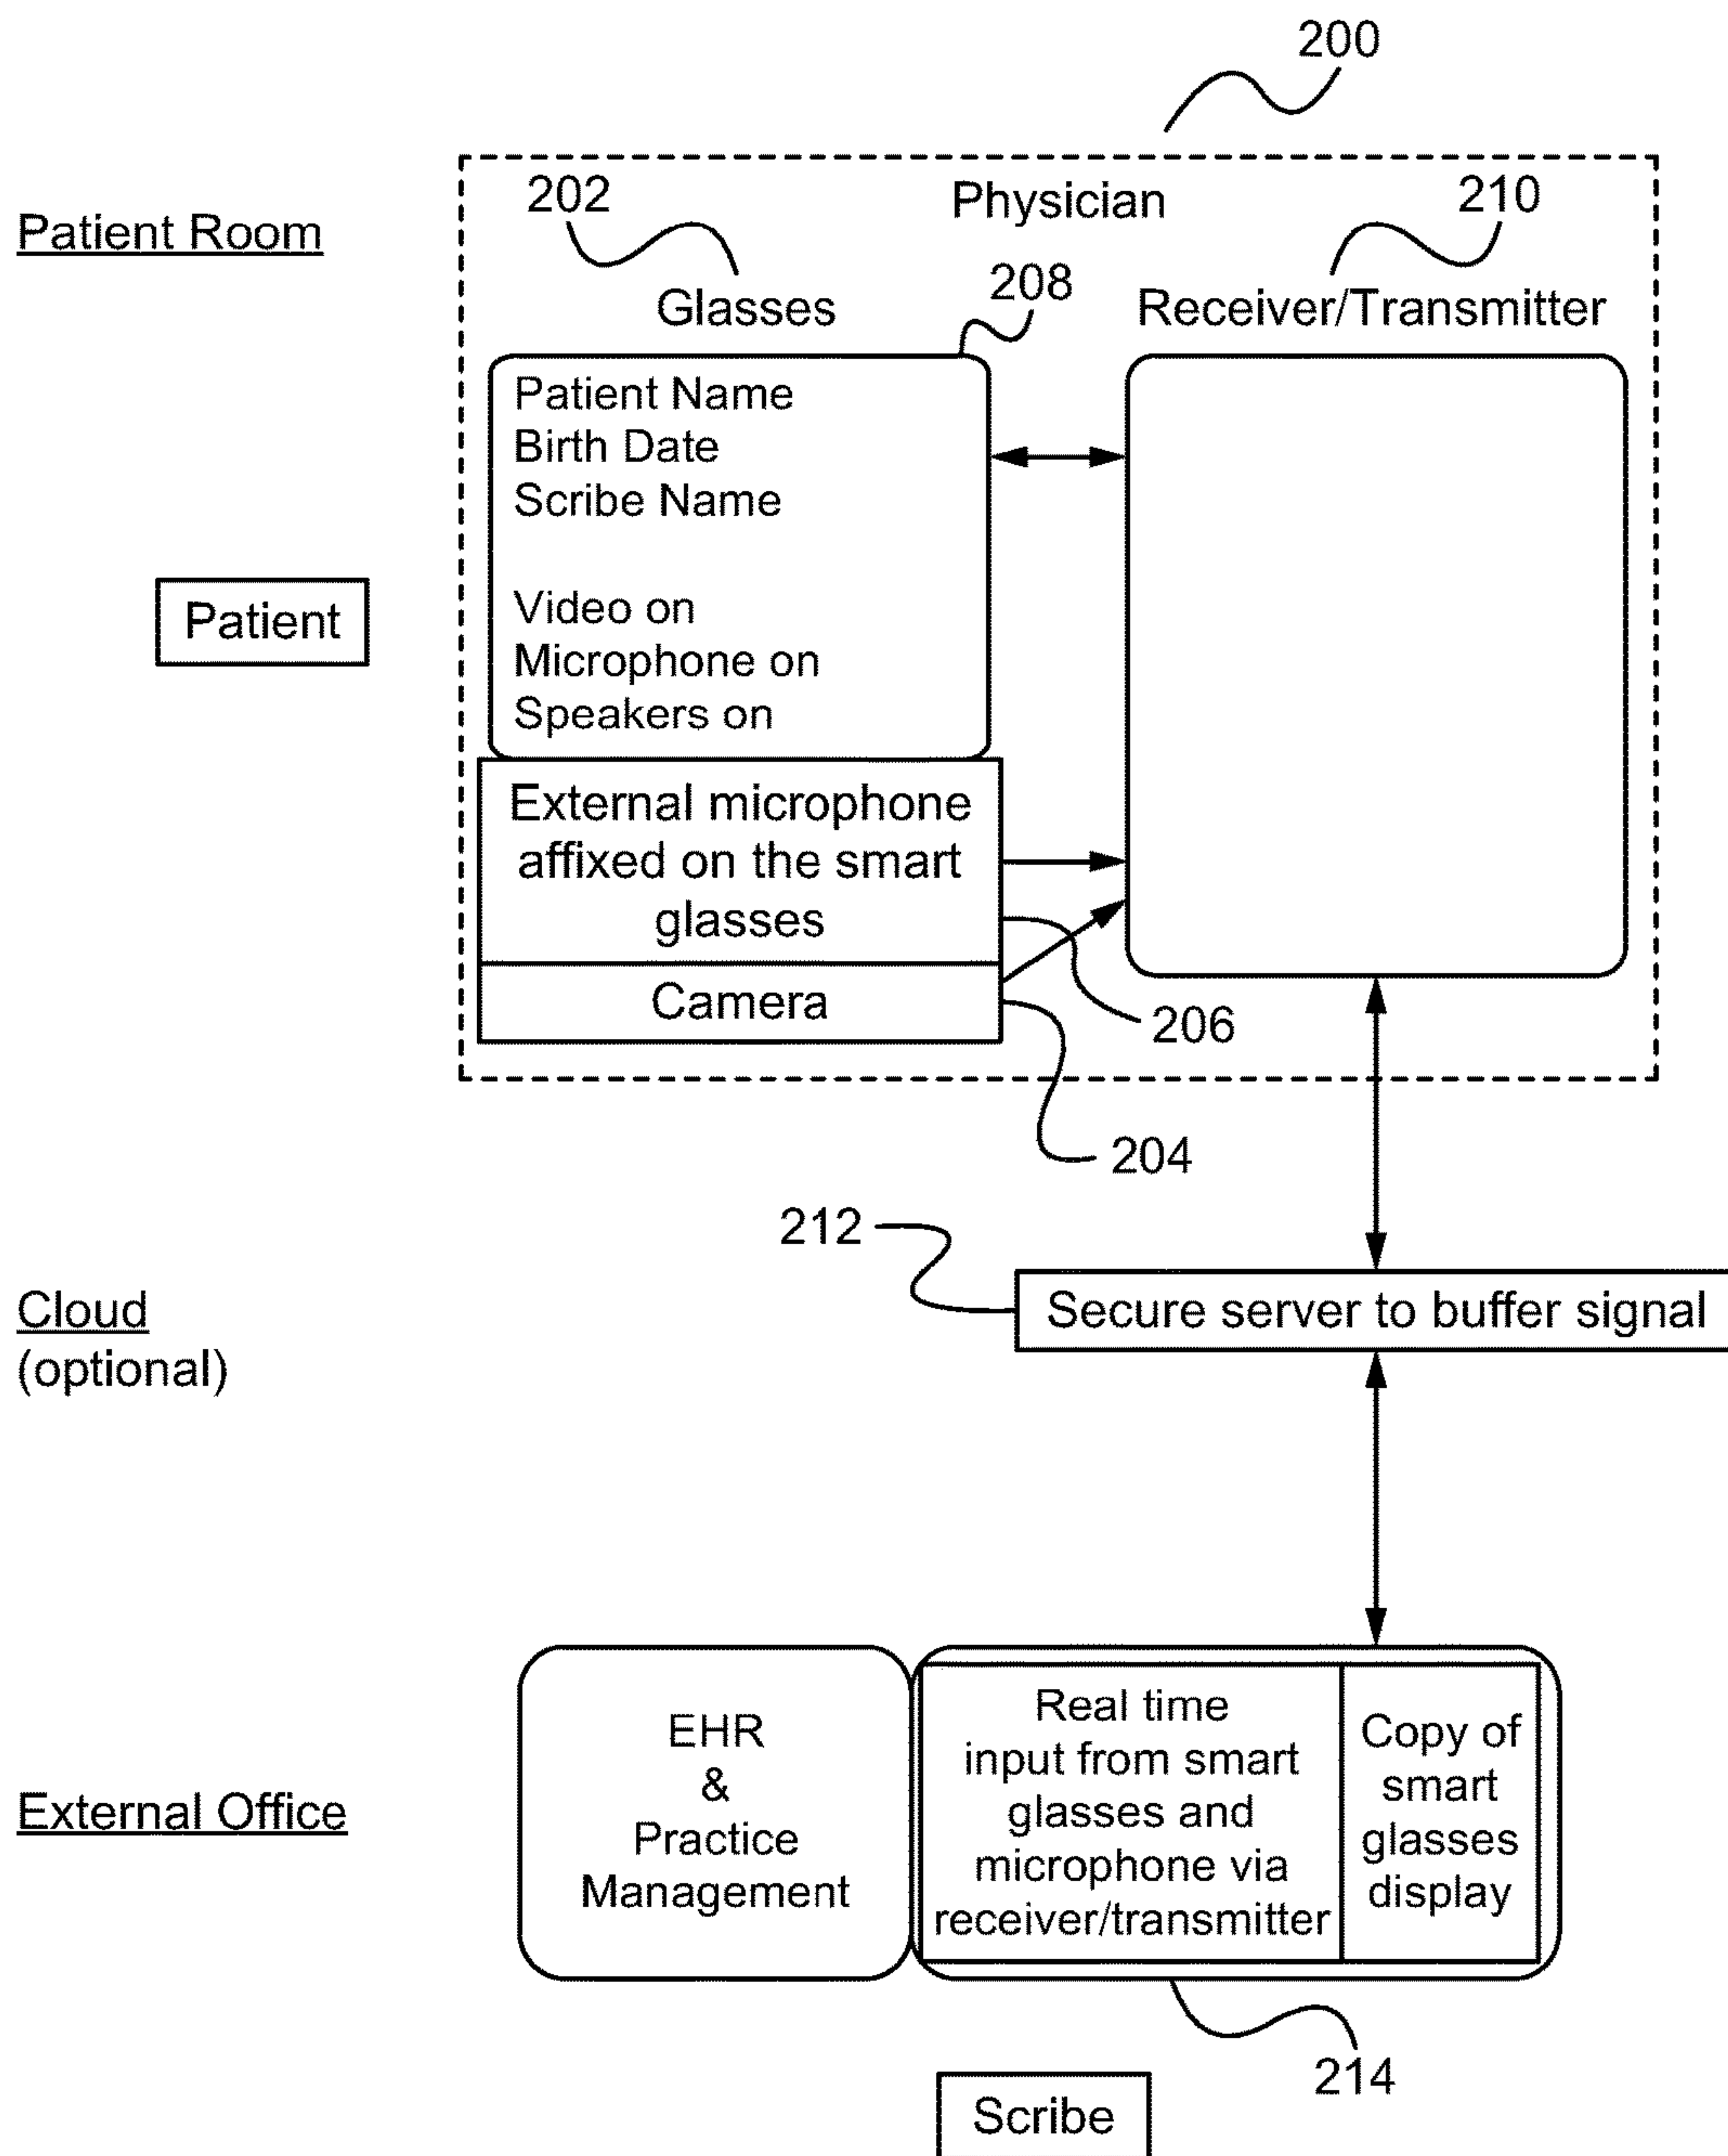 200
202
Physician
210
Patient Room
Glasses
208
Receiver/Transmitter
Patient Name
Birth Date
Scribe Name
Video on
Microphone on
Speakers on
Patient
External microphone
affixed on the smart
glasses
Camera
206
204
212
Secure server to buffer signal
Cloud
(optional)
External Office
EHR
&
Practice
Management
Real time
input from smart
glasses and
microphone via
receiver/transmitter
Copy of
smart
glasses
display
214
Scribe